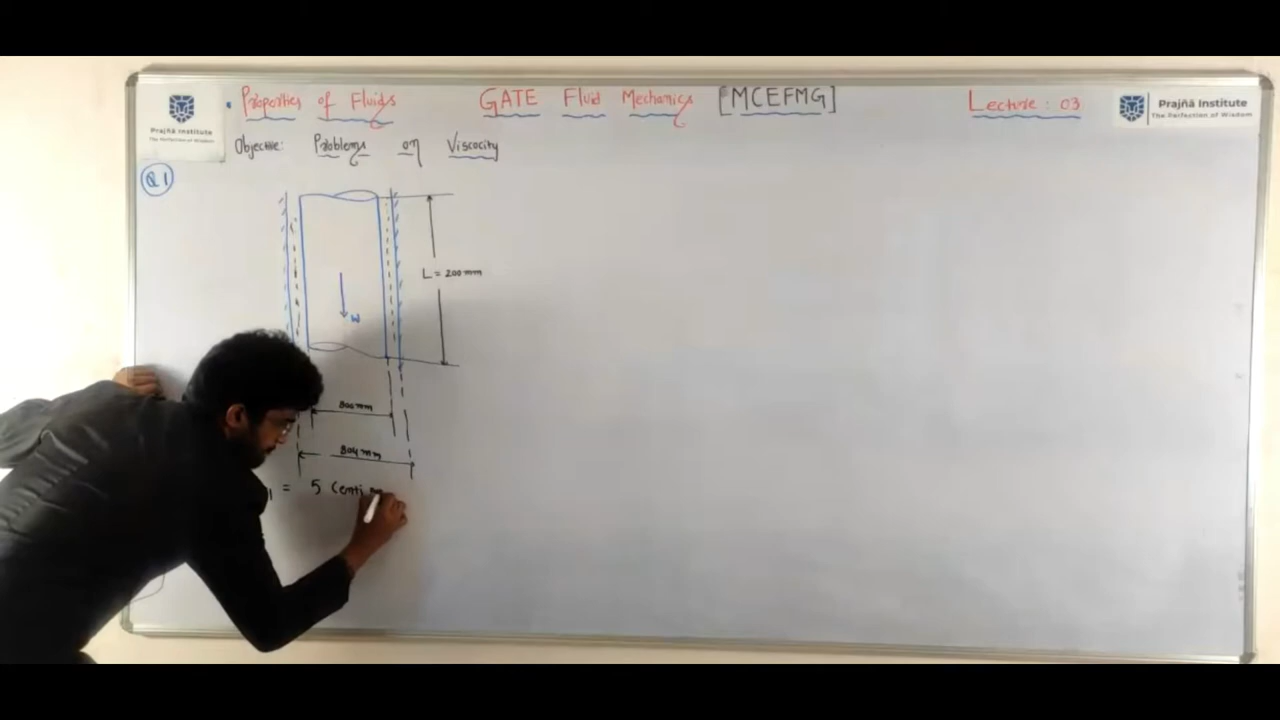 Properties of Fluids GATE Fluid Mechanics [MCEFMG] Lecture : 03
Prajñā Institute
The Perfection of Wisdom
Prajñā Institute
The Perfection of Wisdom
Objective: Problems on Viscosity
Q1
L = 200 mm
W
800 mm
804 mm
= 5 Centi